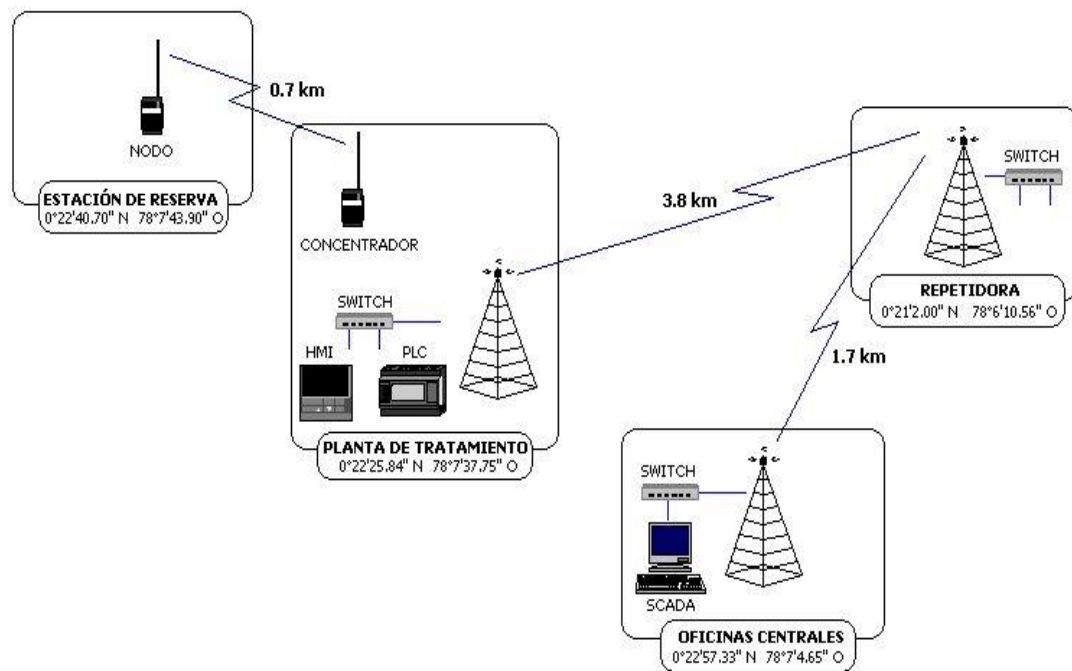 0.7 km
NODO
ESTACIÓN DE RESERVA
0°22'40.70" N 78°7'43.90" O
CONCENTRADOR
SWITCH
HMI
PLC
PLANTA DE TRATAMIENTO
0°22'25.84" N 78°7'37.75" O
3.8 km
SWITCH
REPETIDORA
0°21'2.00" N 78°6'10.56" O
1.7 km
SWITCH
SCADA
OFICINAS CENTRALES
0°22'57.33" N 78°7'4.65" O